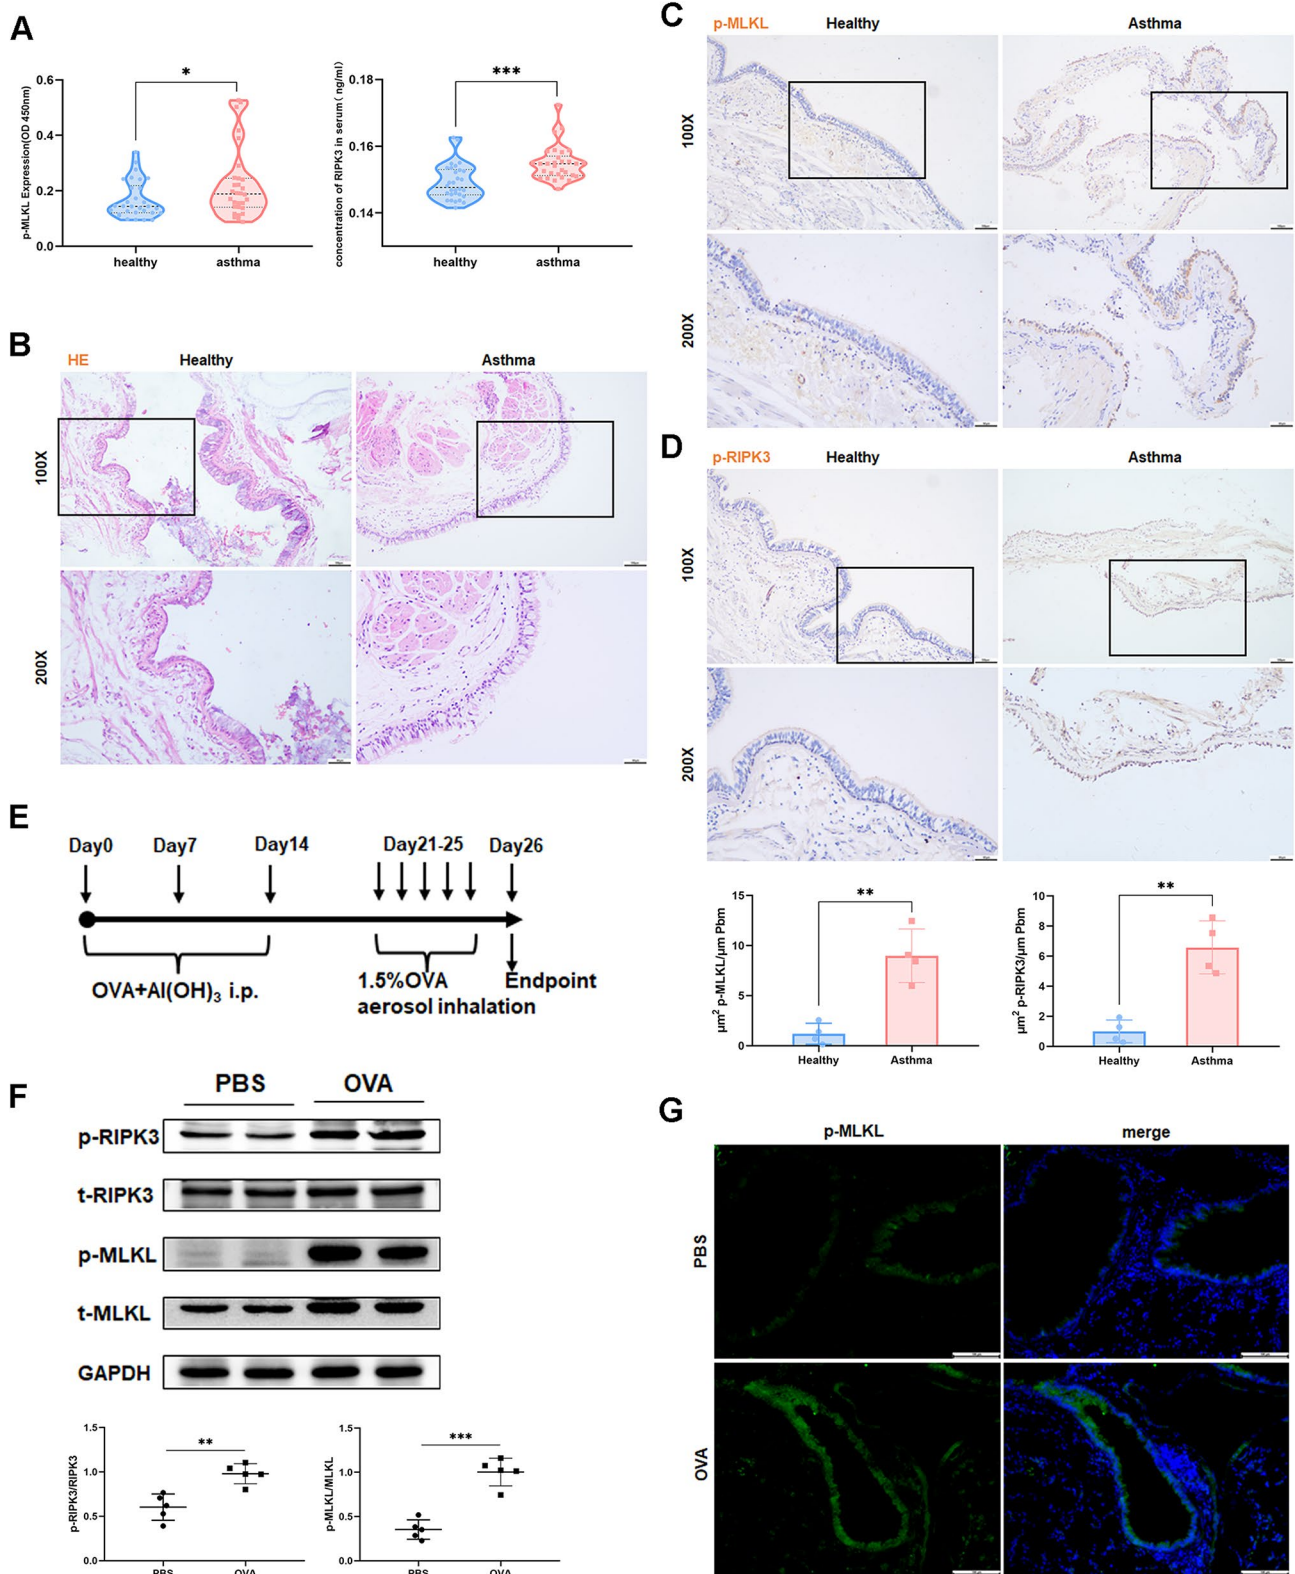 A
p-MLKL Expression(OD 450nm)
0.6
0.4
0.2
0.0
*
healthy
asthma
concentration of RIPK3 in serum ( ng/ml)
0.18
0.16
0.14
***
healthy
asthma
B
HE
Healthy
Asthma
100X
200X
C
p-MLKL
Healthy
Asthma
100X
200X
D
p-RIPK3
Healthy
Asthma
100X
200X
μm² p-MLKL/μm Pbm
15
10
5
0
**
Healthy
Asthma
μm² p-RIPK3/μm Pbm
10
8
6
4
2
0
**
Healthy
Asthma
E
Day0
Day7
Day14
Day21-25
Day26
OVA+Al(OH)₃ i.p.
1.5%OVA
aerosol inhalation
Endpoint
F
PBS
OVA
p-RIPK3
t-RIPK3
p-MLKL
t-MLKL
GAPDH
p-RIPK3/RIPK3
1.5
1.0
0.5
0.0
**
PBS
OVA
p-MLKL/MLKL
1.5
1.0
0.5
0.0
***
PBS
OVA
G
p-MLKL
merge
PBS
OVA